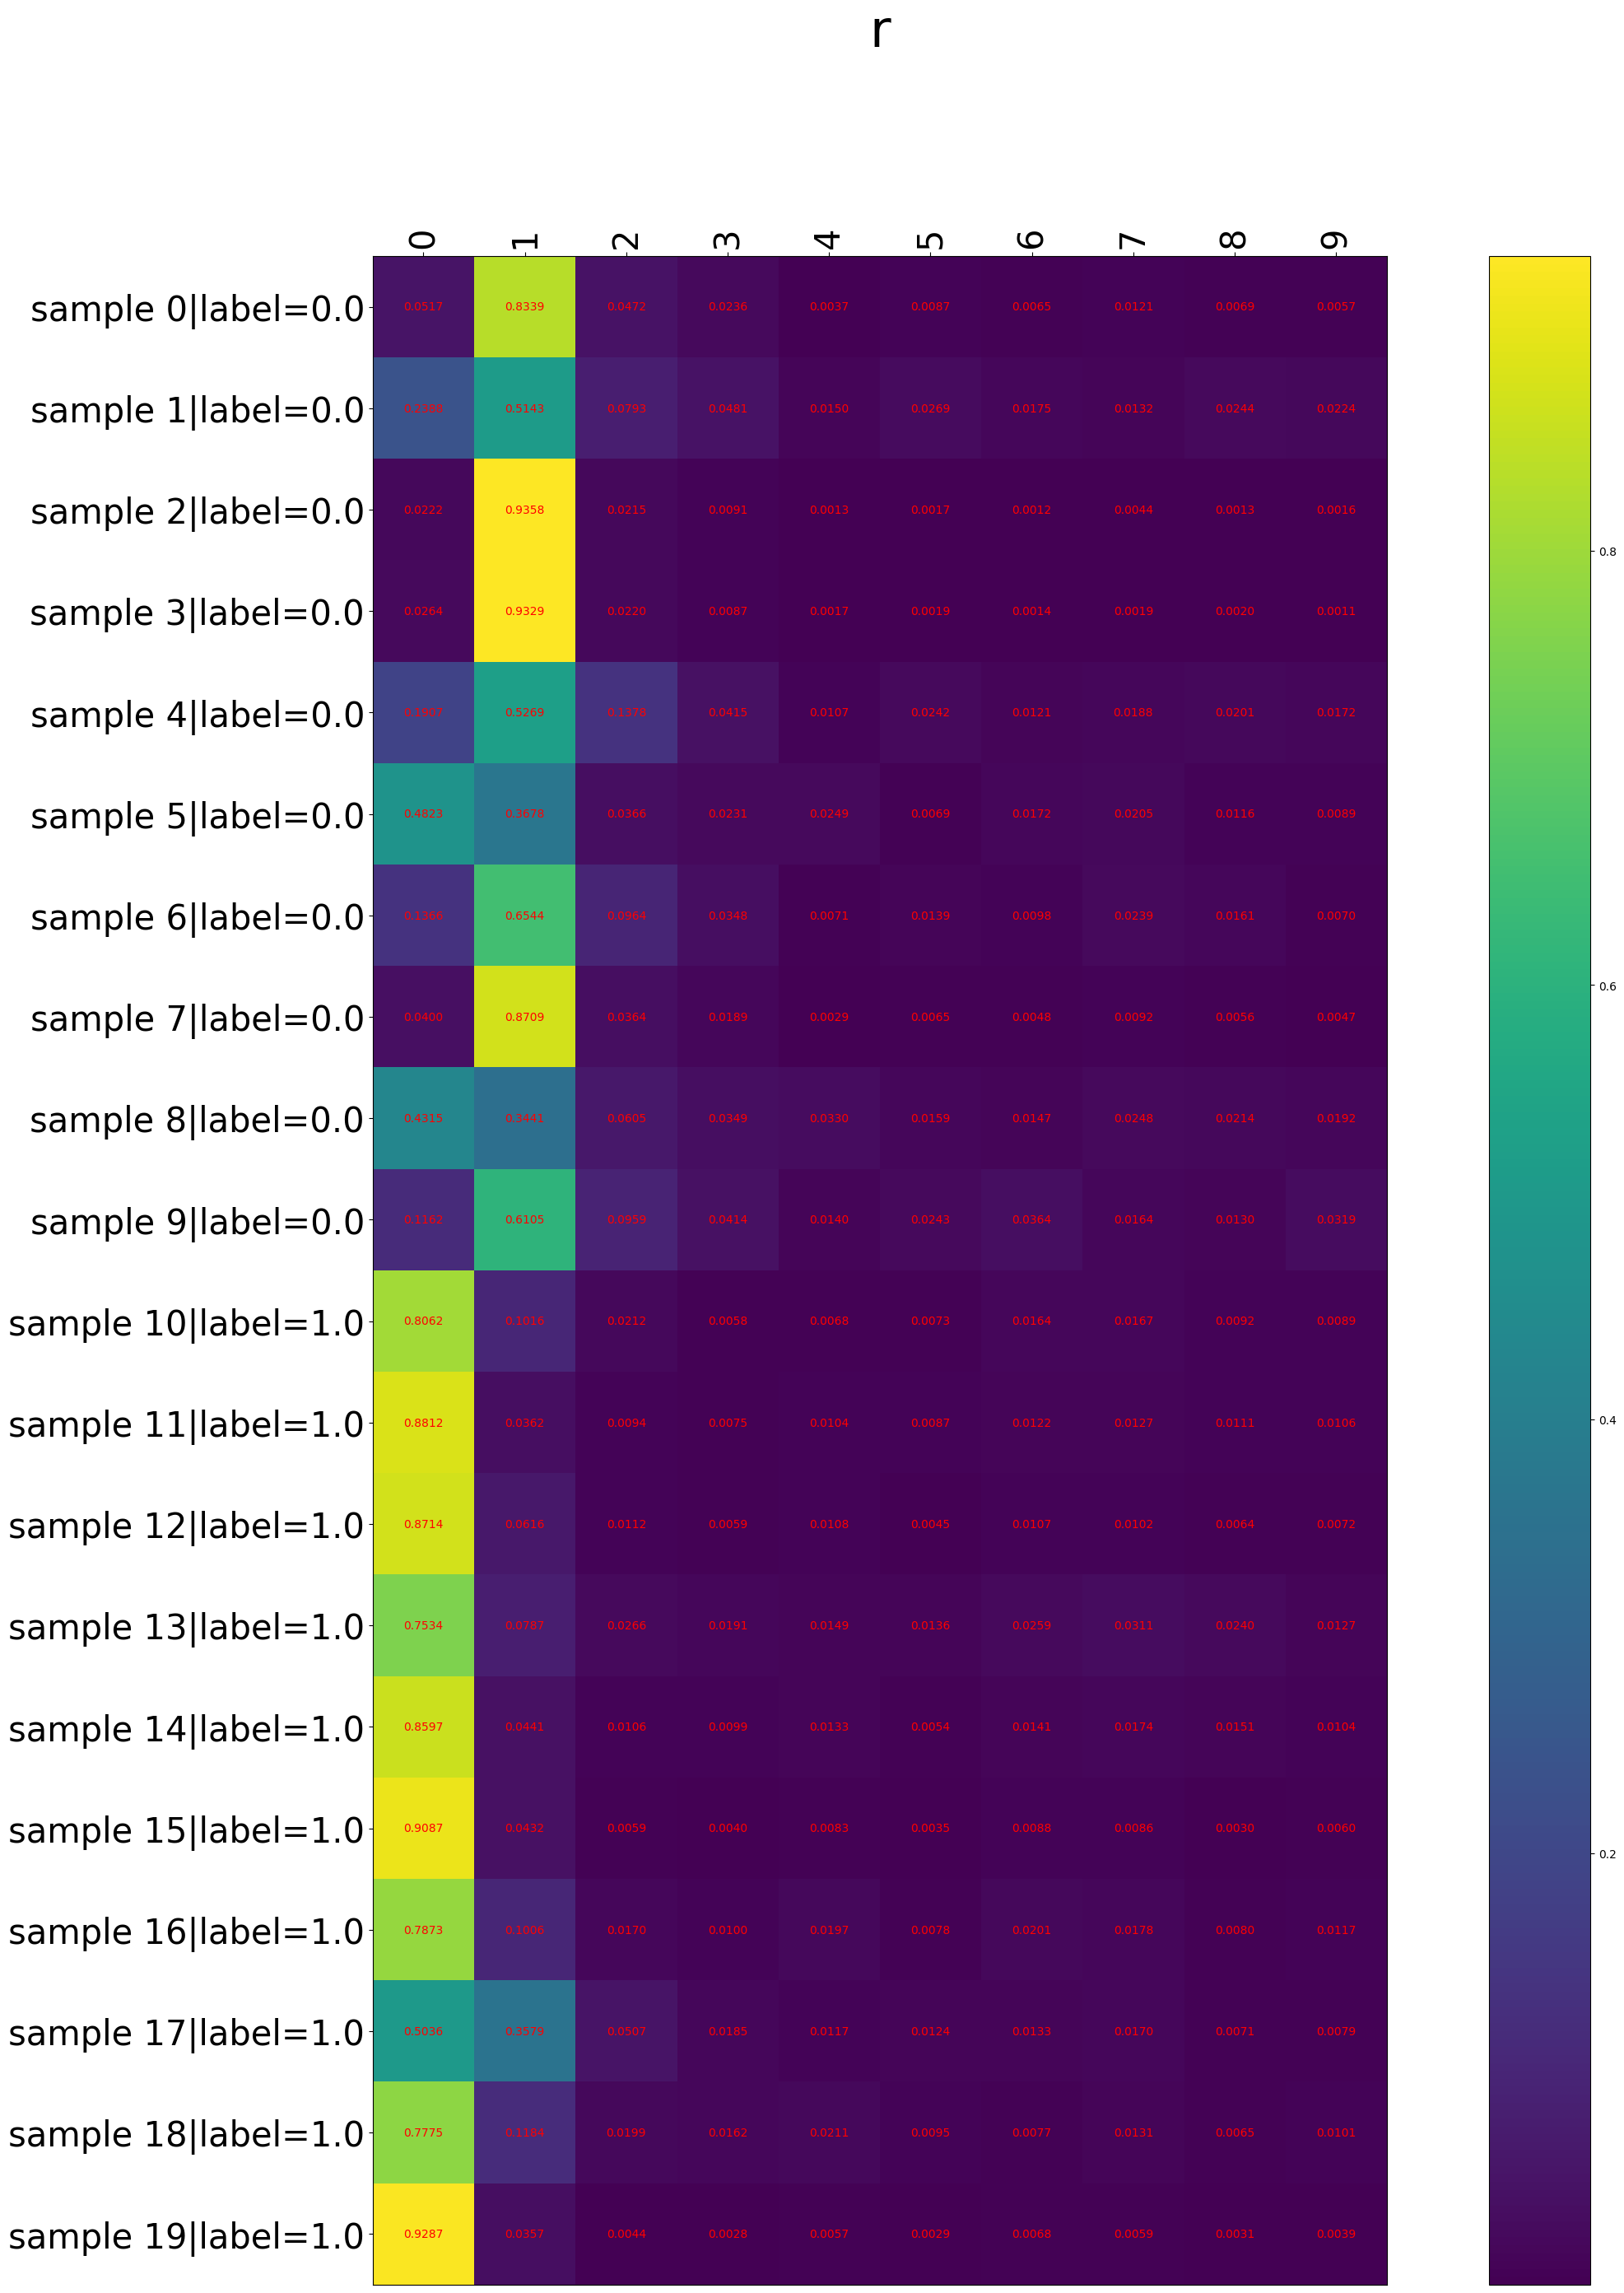 r
0 1 2 3 4 5 6 7 8 9
sample 0|label=0.0 0.0517 0.8339 0.0472 0.0236 0.0037 0.0087 0.0065 0.0121 0.0069 0.0057
sample 1|label=0.0 0.5143 0.0793 0.0481 0.0150 0.0269 0.0175 0.0132 0.0244 0.0224
sample 2|label=0.0 0.0222 0.9358 0.0215 0.0091 0.0013 0.0017 0.0012 0.0044 0.0013 0.0016
sample 3|label=0.0 0.0264 0.9329 0.0220 0.0087 0.0017 0.0019 0.0014 0.0019 0.0020 0.0011
sample 4|label=0.0 0.5269 0.0415 0.0107 0.0242 0.0121 0.0188 0.0201 0.0172
0.8
sample 5|label=0.0 0.4823 0.3678 0.0366 0.0231 0.0249 0.0069 0.0172 0.0205 0.0116 0.0089
sample 6|label=0.0 0.6544 0.0964 0.0348 0.0071 0.0139 0.0098 0.0239 0.0161 0.0070
0.6
sample 7|label=0.0 0.0400 0.8709 0.0364 0.0189 0.0029 0.0065 0.0048 0.0092 0.0056 0.0047
sample 8|label=0.0 0.4315 0.3441 0.0605 0.0349 0.0330 0.0159 0.0147 0.0248 0.0214 0.0192
sample 9|label=0.0 0.1162 0.6105 0.0959 0.0414 0.0140 0.0243 0.0364 0.0164 0.0130 0.0319
sample 10|label=1.0 0.8062 0.1016 0.0212 0.0058 0.0068 0.0073 0.0164 0.0167 0.0092 0.0089
sample 11|label=1.0 0.8812 0.0362 0.0094 0.0075 0.0104 0.0087 0.0122 0.0127 0.0111 0.0106
0.4
sample 12|label=1.0 0.8714 0.0616 0.0112 0.0059 0.0108 0.0045 0.0107 0.0102 0.0064 0.0072
sample 13|label=1.0 0.7534 0.0787 0.0266 0.0191 0.0149 0.0136 0.0259 0.0311 0.0240 0.0127
sample 14|label=1.0 0.8597 0.0441 0.0106 0.0099 0.0133 0.0054 0.0141 0.0174 0.0151 0.0104
sample 15|label=1.0 0.9087 0.0432 0.0059 0.0040 0.0083 0.0035 0.0088 0.0086 0.0030 0.0060
0.2
sample 16|label=1.0 0.7873 0.1006 0.0170 0.0100 0.0197 0.0078 0.0201 0.0178 0.0080 0.0117
sample 17|label=1.0 0.5036 0.3579 0.0507 0.0185 0.0117 0.0124 0.0133 0.0170 0.0071 0.0079
sample 18|label=1.0 0.7775 0.1184 0.0199 0.0162 0.0211 0.0095 0.0077 0.0131 0.0065 0.0101
sample 19|label=1.0 0.9287 0.0357 0.0044 0.0028 0.0057 0.0029 0.0068 0.0059 0.0031 0.0039